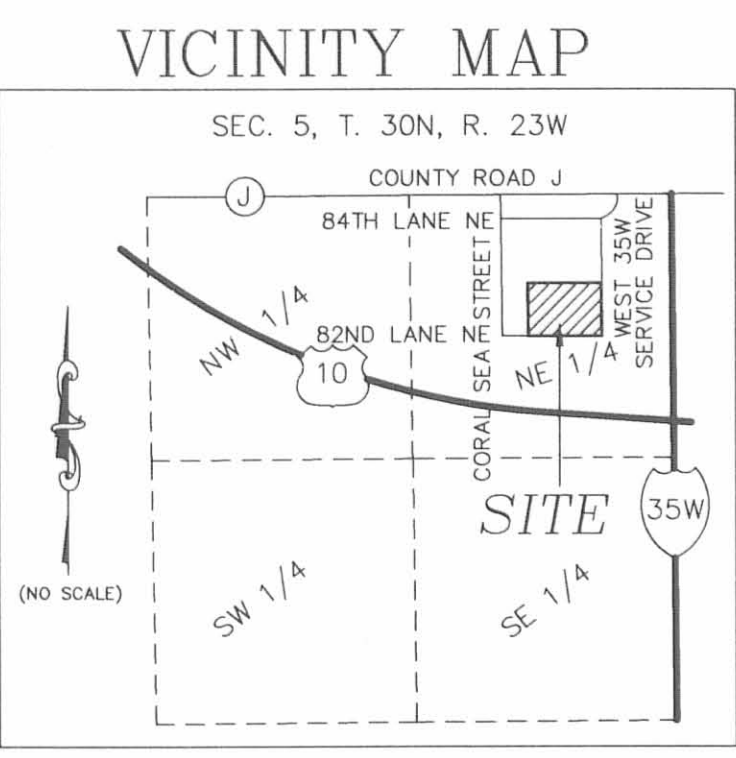 VICINITY MAP
SEC. 5, T. 30N, R. 23W
COUNTY ROAD J
J
84TH LANE NE
WEST 35W
SERVICE DRIVE
CORAL SEA STREET
NW 1/4
82ND LANE NE
10
NE 1/4
SITE
35W
(NO SCALE)
SW 1/4
SE 1/4